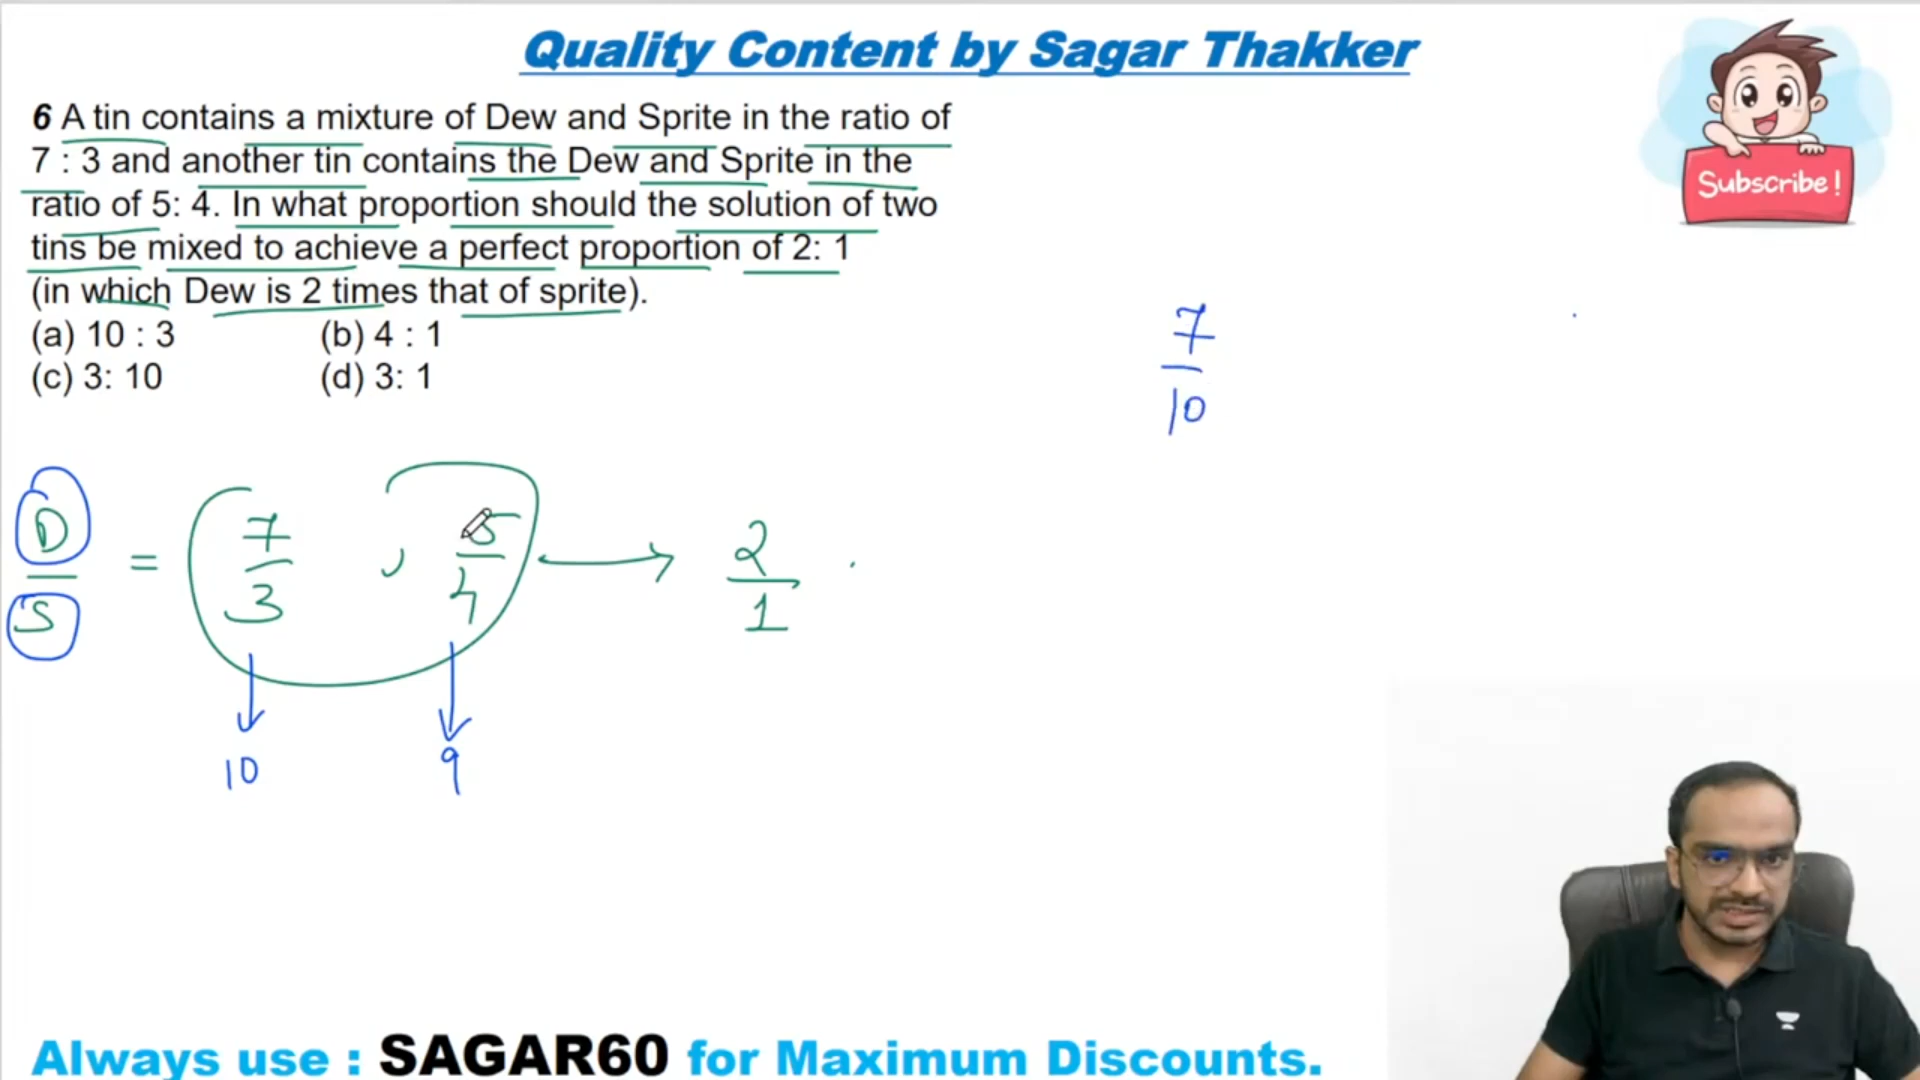 Quality Content by Sagar Thakker
6 A tin contains a mixture of Dew and Sprite in the ratio of
7 : 3 and another tin contains the Dew and Sprite in the
ratio of 5: 4. In what proportion should the solution of two
tins be mixed to achieve a perfect proportion of 2: 1
(in which Dew is 2 times that of sprite).
(a) 10 : 3 (b) 4 : 1
(c) 3: 10 (d) 3: 1
Subscribe!
7
10
D
S
=
7
3
,
5
4
2
1
10
9
Always use : SAGAR60 for Maximum Discounts.